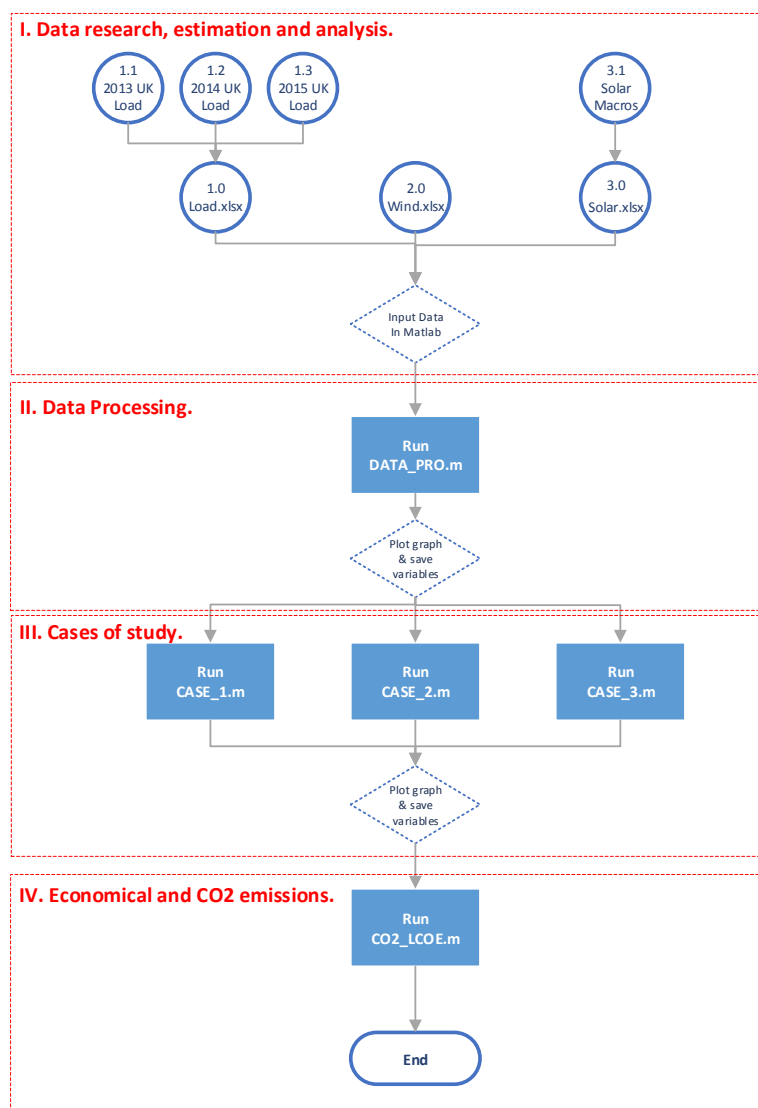 I. Data research, estimation and analysis.
1.1
2013 UK
Load
1.2
2014 UK
Load
1.3
2015 UK
Load
3.1
Solar
Macros
1.0
Load.xlsx
2.0
Wind.xlsx
3.0
Solar.xlsx
Input Data
In Matlab
II. Data Processing.
Run
DATA_PRO.m
Plot graph
& save
variables
III. Cases of study.
Run
CASE_1.m
Run
CASE_2.m
Run
CASE_3.m
Plot graph
& save
variables
IV. Economical and CO2 emissions.
Run
CO2_LCOE.m
End